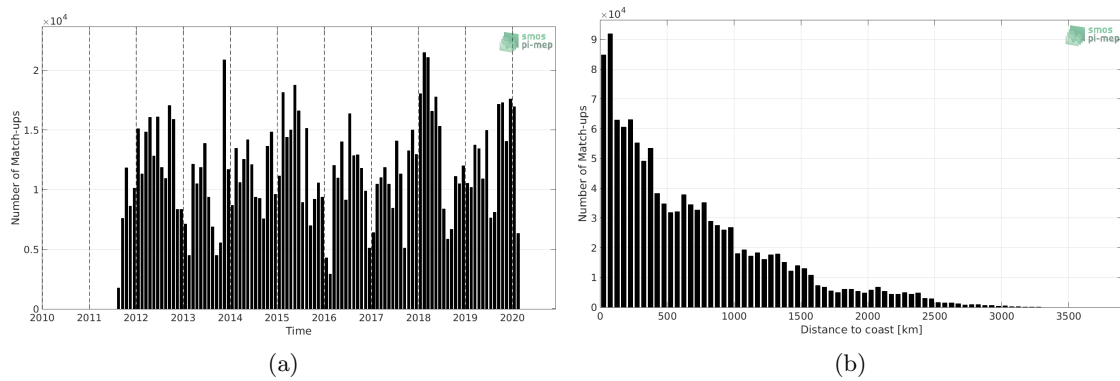 ×10⁴
2
1.5
1
0.5
0
Number of Match-ups
2010 2011 2012 2013 2014 2015 2016 2017 2018 2019 2020
Time
smos
pi-mep
(a)
×10⁴
9
8
7
6
5
4
3
2
1
0
Number of Match-ups
0 500 1000 1500 2000 2500 3000 3500
Distance to coast [km]
smos
pi-mep
(b)